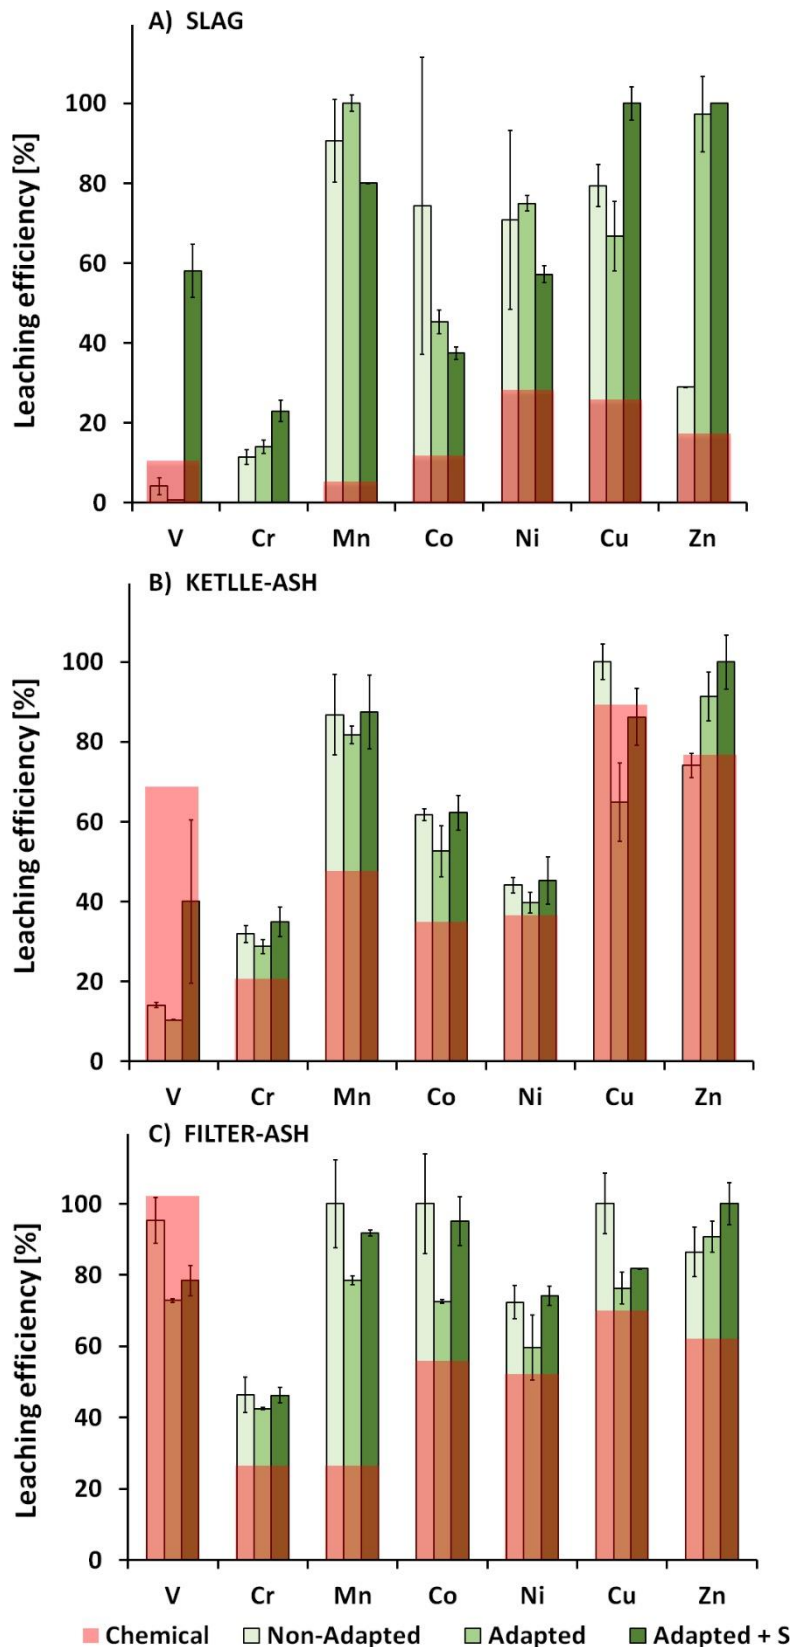 A) SLAG
Leaching efficiency [%]
100
80
60
40
20
0
V Cr Mn Co Ni Cu Zn
B) KETLLE-ASH
Leaching efficiency [%]
100
80
60
40
20
0
V Cr Mn Co Ni Cu Zn
C) FILTER-ASH
Leaching efficiency [%]
100
80
60
40
20
0
V Cr Mn Co Ni Cu Zn
Chemical Non-Adapted Adapted Adapted + S